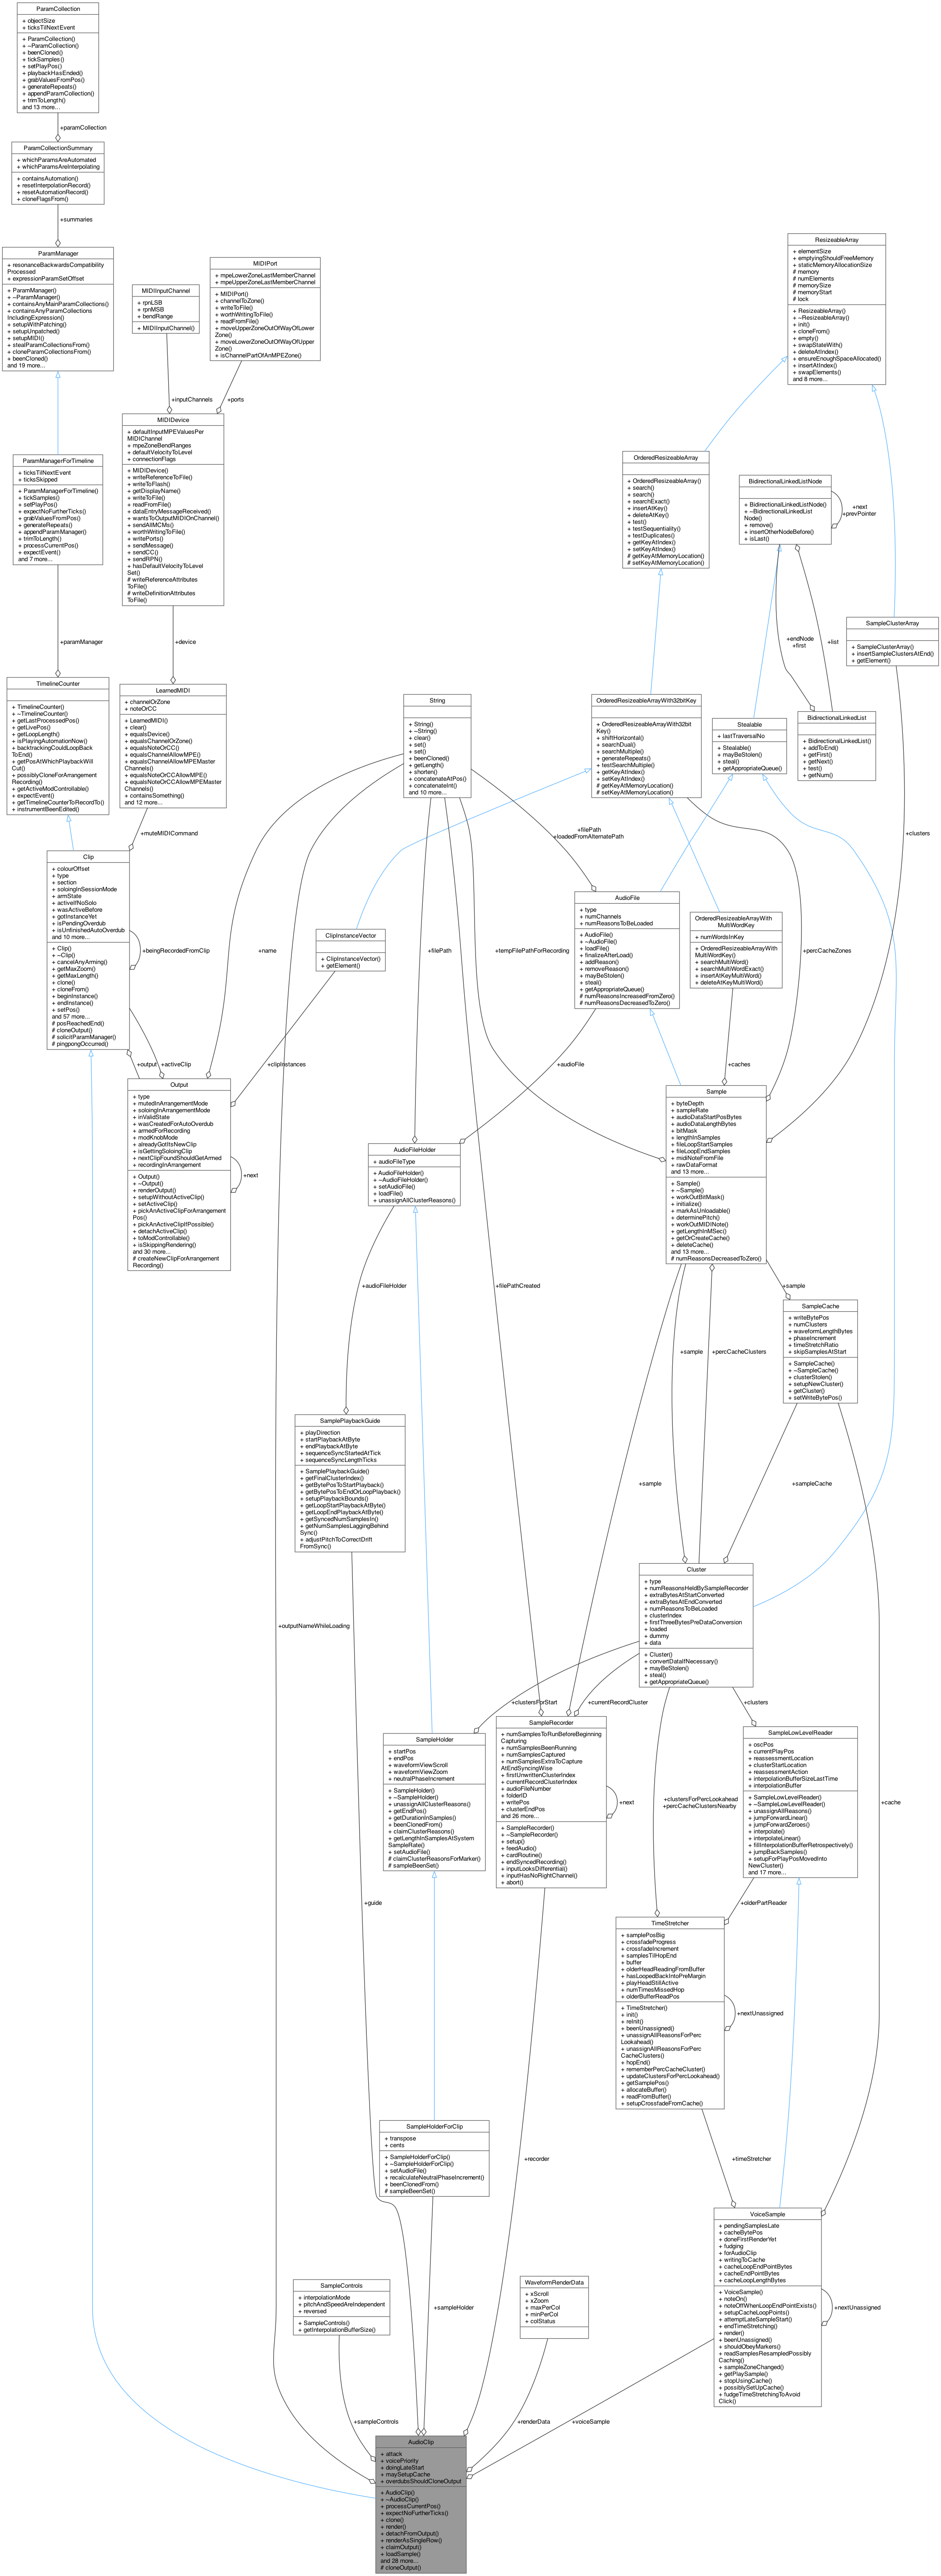 ParamCollection
+ objectSize
+ ticksTilNextEvent
+ ParamCollection()
+ ~ParamCollection()
+ beenCloned()
+ tickSamples()
+ setPlayPos()
+ playbackHasEnded()
+ grabValuesFromPos()
+ generateRepeats()
+ appendParamCollection()
+ trimToLength()
and 13 more...
+paramCollection
ParamCollectionSummary
+ whichParamsAreAutomated
+ whichParamsAreInterpolating
+ containsAutomation()
+ resetInterpolationRecord()
+ resetAutomationRecord()
+ cloneFlagsFrom()
+summaries
ParamManager
+ resonanceBackwardsCompatibility
Processed
+ expressionParamSetOffset
+ ParamManager()
+ ~ParamManager()
+ containsAnyMainParamCollections()
+ containsAnyParamCollections
IncludingExpression()
+ setupWithPatching()
+ setupUnpatched()
+ setupMIDI()
+ stealParamCollectionsFrom()
+ cloneParamCollectionsFrom()
+ beenCloned()
and 19 more...
MIDIInputChannel
+ rpnLSB
+ rpnMSB
+ bendRange
+ MIDIInputChannel()
+inputChannels
MIDIPort
+ mpeLowerZoneLastMemberChannel
+ mpeUpperZoneLastMemberChannel
+ MIDIPort()
+ channelToZone()
+ writeToFile()
+ worthWritingToFile()
+ readFromFile()
+ moveUpperZoneOutOfWayOfLower
Zone()
+ moveLowerZoneOutOfWayOfUpper
Zone()
+ isChannelPartOfAnMPEZone()
+ports
ResizeableArray
+ elementSize
+ emptyingShouldFreeMemory
+ staticMemoryAllocationSize
# memory
# numElements
# memorySize
# memoryStart
# lock
+ ResizeableArray()
+ ~ResizeableArray()
+ init()
+ cloneFrom()
+ empty()
+ swapStateWith()
+ deleteAtIndex()
+ ensureEnoughSpaceAllocated()
+ insertAtIndex()
+ swapElements()
and 8 more...
MIDIDevice
+ defaultInputMPEValuesPer
MIDIChannel
+ mpeZoneBendRanges
+ defaultVelocityToLevel
+ connectionFlags
+ MIDIDevice()
+ writeReferenceToFile()
+ writeToFlash()
+ getDisplayName()
+ writeToFile()
+ readFromFile()
+ dataEntryMessageReceived()
+ wantsToOutputMIDIOnChannel()
+ sendAllMCMs()
+ worthWritingToFile()
+ writePorts()
+ sendMessage()
+ sendCC()
+ sendRPN()
+ hasDefaultVelocityToLevel
Set()
# writeReferenceAttributes
ToFile()
# writeDefinitionAttributes
ToFile()
+device
ParamManagerForTimeline
+ ticksTilNextEvent
+ ticksSkipped
+ ParamManagerForTimeline()
+ tickSamples()
+ setPlayPos()
+ expectNoFurtherTicks()
+ grabValuesFromPos()
+ generateRepeats()
+ appendParamManager()
+ trimToLength()
+ processCurrentPos()
+ expectEvent()
and 7 more...
+paramManager
OrderedResizeableArray
+ OrderedResizeableArray()
+ search()
+ search()
+ searchExact()
+ insertAtKey()
+ deleteAtKey()
+ test()
+ testSequentiality()
+ testDuplicates()
+ getKeyAtIndex()
+ setKeyAtIndex()
# getKeyAtMemoryLocation()
# setKeyAtMemoryLocation()
BidirectionalLinkedListNode
+ BidirectionalLinkedListNode()
+ ~BidirectionalLinkedList
Node()
+ remove()
+ insertOtherNodeBefore()
+ isLast()
+next
+prevPointer
+endNode
+first
+list
SampleClusterArray
+ SampleClusterArray()
+ insertSampleClustersAtEnd()
+ getElement()
+clusters
TimelineCounter
+ TimelineCounter()
+ ~TimelineCounter()
+ getLastProcessedPos()
+ getLivePos()
+ getLoopLength()
+ isPlayingAutomationNow()
+ backtrackingCouldLoopBack
ToEnd()
+ getPosAtWhichPlaybackWill
Cut()
+ possiblyCloneForArrangement
Recording()
+ getActiveModControllable()
+ expectEvent()
+ getTimelineCounterToRecordTo()
+ instrumentBeenEdited()
LearnedMIDI
+ channelOrZone
+ noteOrCC
+ LearnedMIDI()
+ clear()
+ equalsDevice()
+ equalsChannelOrZone()
+ equalsNoteOrCC()
+ equalsChannelAllowMPE()
+ equalsChannelAllowMPEMaster
Channels()
+ equalsNoteOrCCAllowMPE()
+ equalsNoteOrCCAllowMPEMaster
Channels()
+ containsSomething()
and 12 more...
+muteMIDICommand
String
+ String()
+ ~String()
+ clear()
+ set()
+ set()
+ beenCloned()
+ getLength()
+ shorten()
+ concatenateAtPos()
+ concatenateInt()
and 10 more...
OrderedResizeableArrayWith32bitKey
+ OrderedResizeableArrayWith32bit
Key()
+ shiftHorizontal()
+ searchDual()
+ searchMultiple()
+ generateRepeats()
+ testSearchMultiple()
+ getKeyAtIndex()
+ setKeyAtIndex()
# getKeyAtMemoryLocation()
# setKeyAtMemoryLocation()
Stealable
+ lastTraversalNo
+ Stealable()
+ mayBeStolen()
+ steal()
+ getAppropriateQueue()
BidirectionalLinkedList
+ BidirectionalLinkedList()
+ addToEnd()
+ getFirst()
+ getNext()
+ test()
+ getNum()
+filePath
+loadedFromAlternatePath
Clip
+ colourOffset
+ type
+ section
+ soloingInSessionMode
+ armState
+ activeIfNoSolo
+ wasActiveBefore
+ gotInstanceYet
+ isPendingOverdub
+ isUnfinishedAutoOverdub
and 10 more...
+ Clip()
+ ~Clip()
+ cancelAnyArming()
+ getMaxZoom()
+ getMaxLength()
+ clone()
+ cloneFrom()
+ beginInstance()
+ endInstance()
+ setPos()
and 57 more...
# posReachedEnd()
# cloneOutput()
# solicitParamManager()
# pingpongOccurred()
+beingRecordedFromClip
+name
+filePath
+tempFilePathForRecording
+percCacheZones
ClipInstanceVector
+ ClipInstanceVector()
+ getElement()
+clipInstances
AudioFile
+ type
+ numChannels
+ numReasonsToBeLoaded
+ AudioFile()
+ ~AudioFile()
+ loadFile()
+ finalizeAfterLoad()
+ addReason()
+ removeReason()
+ mayBeStolen()
+ steal()
+ getAppropriateQueue()
# numReasonsIncreasedFromZero()
# numReasonsDecreasedToZero()
+audioFile
OrderedResizeableArrayWith
MultiWordKey
+ numWordsInKey
+ OrderedResizeableArrayWith
MultiWordKey()
+ searchMultiWord()
+ searchMultiWordExact()
+ insertAtKeyMultiWord()
+ deleteAtKeyMultiWord()
+caches
+output
+activeClip
Output
+ type
+ mutedInArrangementMode
+ soloingInArrangementMode
+ inValidState
+ wasCreatedForAutoOverdub
+ armedForRecording
+ modKnobMode
+ alreadyGotItsNewClip
+ isGettingSoloingClip
+ nextClipFoundShouldGetArmed
+ recordingInArrangement
+ Output()
+ ~Output()
+ renderOutput()
+ setupWithoutActiveClip()
+ setActiveClip()
+ pickAnActiveClipForArrangement
Pos()
+ pickAnActiveClipIfPossible()
+ detachActiveClip()
+ toModControllable()
+ isSkippingRendering()
and 30 more...
# createNewClipForArrangement
Recording()
+next
AudioFileHolder
+ audioFileType
+ AudioFileHolder()
+ ~AudioFileHolder()
+ setAudioFile()
+ loadFile()
+ unassignAllClusterReasons()
+audioFileHolder
+filePathCreated
Sample
+ byteDepth
+ sampleRate
+ audioDataStartPosBytes
+ audioDataLengthBytes
+ bitMask
+ lengthInSamples
+ fileLoopStartSamples
+ fileLoopEndSamples
+ midiNoteFromFile
+ rawDataFormat
and 13 more...
+ Sample()
+ ~Sample()
+ workOutBitMask()
+ initialize()
+ markAsUnloadable()
+ determinePitch()
+ workOutMIDINote()
+ getLengthInMSec()
+ getOrCreateCache()
+ deleteCache()
and 13 more...
# numReasonsDecreasedToZero()
+sample
SampleCache
+ writeBytePos
+ numClusters
+ waveformLengthBytes
+ phaseIncrement
+ timeStretchRatio
+ skipSamplesAtStart
+ SampleCache()
+ ~SampleCache()
+ clusterStolen()
+ setupNewCluster()
+ getCluster()
+ setWriteBytePos()
+sample
+percCacheClusters
+sample
+sampleCache
SamplePlaybackGuide
+ playDirection
+ startPlaybackAtByte
+ endPlaybackAtByte
+ sequenceSyncStartedAtTick
+ sequenceSyncLengthTicks
+ SamplePlaybackGuide()
+ getFinalClusterIndex()
+ getBytePosToStartPlayback()
+ getBytePosToEndOrLoopPlayback()
+ setupPlaybackBounds()
+ getLoopStartPlaybackAtByte()
+ getLoopEndPlaybackAtByte()
+ getSyncedNumSamplesIn()
+ getNumSamplesLaggingBehind
Sync()
+ adjustPitchToCorrectDrift
FromSync()
+outputNameWhileLoading
+guide
Cluster
+ type
+ numReasonsHeldBySampleRecorder
+ extraBytesAtStartConverted
+ extraBytesAtEndConverted
+ numReasonsToBeLoaded
+ clusterIndex
+ firstThreeBytesPreDataConversion
+ loaded
+ dummy
+ data
+ Cluster()
+ convertDataIfNecessary()
+ mayBeStolen()
+ steal()
+ getAppropriateQueue()
+clustersForStart
+currentRecordCluster
+clusters
+clustersForPercLookahead
+percCacheClustersNearby
+cache
SampleHolder
+ startPos
+ endPos
+ waveformViewScroll
+ waveformViewZoom
+ neutralPhaseIncrement
+ SampleHolder()
+ ~SampleHolder()
+ unassignAllClusterReasons()
+ getEndPos()
+ getDurationInSamples()
+ beenClonedFrom()
+ claimClusterReasons()
+ getLengthInSamplesAtSystem
SampleRate()
+ setAudioFile()
# claimClusterReasonsForMarker()
# sampleBeenSet()
SampleRecorder
+ numSamplesToRunBeforeBeginning
Capturing
+ numSamplesBeenRunning
+ numSamplesCaptured
+ numSamplesExtraToCapture
AtEndSyncingWise
+ firstUnwrittenClusterIndex
+ currentRecordClusterIndex
+ audioFileNumber
+ folderID
+ writePos
+ clusterEndPos
and 26 more...
+ SampleRecorder()
+ ~SampleRecorder()
+ setup()
+ feedAudio()
+ cardRoutine()
+ endSyncedRecording()
+ inputLooksDifferential()
+ inputHasNoRightChannel()
+ abort()
+next
+recorder
SampleLowLevelReader
+ oscPos
+ currentPlayPos
+ reassessmentLocation
+ clusterStartLocation
+ reassessmentAction
+ interpolationBufferSizeLastTime
+ interpolationBuffer
+ SampleLowLevelReader()
+ ~SampleLowLevelReader()
+ unassignAllReasons()
+ jumpForwardLinear()
+ jumpForwardZeroes()
+ interpolate()
+ interpolateLinear()
+ fillInterpolationBufferRetrospectively()
+ jumpBackSamples()
+ setupForPlayPosMovedInto
NewCluster()
and 17 more...
+olderPartReader
TimeStretcher
+ samplePosBig
+ crossfadeProgress
+ crossfadeIncrement
+ samplesTilHopEnd
+ buffer
+ olderHeadReadingFromBuffer
+ hasLoopedBackIntoPreMargin
+ playHeadStillActive
+ numTimesMissedHop
+ olderBufferReadPos
+ TimeStretcher()
+ init()
+ reInit()
+ beenUnassigned()
+ unassignAllReasonsForPerc
Lookahead()
+ unassignAllReasonsForPerc
CacheClusters()
+ hopEnd()
+ rememberPercCacheCluster()
+ updateClustersForPercLookahead()
+ getSamplePos()
+ allocateBuffer()
+ readFromBuffer()
+ setupCrossfadeFromCache()
+nextUnassigned
+timeStretcher
SampleHolderForClip
+ transpose
+ cents
+ SampleHolderForClip()
+ ~SampleHolderForClip()
+ setAudioFile()
+ recalculateNeutralPhaseIncrement()
+ beenClonedFrom()
# sampleBeenSet()
+sampleHolder
VoiceSample
+ pendingSamplesLate
+ cacheBytePos
+ doneFirstRenderYet
+ fudging
+ forAudioClip
+ writingToCache
+ cacheLoopEndPointBytes
+ cacheEndPointBytes
+ cacheLoopLengthBytes
+ VoiceSample()
+ noteOn()
+ noteOffWhenLoopEndPointExists()
+ setupCacheLoopPoints()
+ attemptLateSampleStart()
+ endTimeStretching()
+ render()
+ beenUnassigned()
+ shouldObeyMarkers()
+ readSamplesResampledPossibly
Caching()
+ sampleZoneChanged()
+ getPlaySample()
+ stopUsingCache()
+ possiblySetUpCache()
+ fudgeTimeStretchingToAvoid
Click()
+nextUnassigned
+voiceSample
SampleControls
+ interpolationMode
+ pitchAndSpeedAreIndependent
+ reversed
+ SampleControls()
+ getInterpolationBufferSize()
+sampleControls
WaveformRenderData
+ xScroll
+ xZoom
+ maxPerCol
+ minPerCol
+ colStatus
+renderData
AudioClip
+ attack
+ voicePriority
+ doingLateStart
+ maySetupCache
+ overdubsShouldCloneOutput
+ AudioClip()
+ ~AudioClip()
+ processCurrentPos()
+ expectNoFurtherTicks()
+ clone()
+ render()
+ detachFromOutput()
+ renderAsSingleRow()
+ claimOutput()
+ loadSample()
and 28 more...
# cloneOutput()